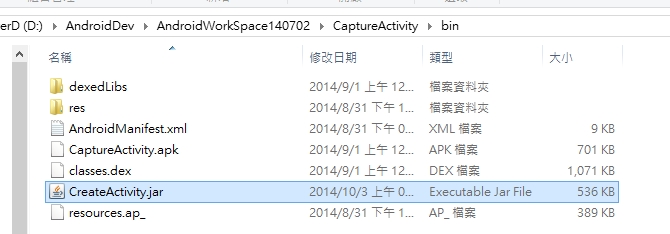 erD (D:) ▸ AndroidDev ▸ AndroidWorkSpace140702 ▸ CaptureActivity ▸ bin
名稱 修改日期 類型 大小
dexedLibs 2014/9/1 上午 12... 檔案資料夾
res 2014/8/31 下午 1... 檔案資料夾
AndroidManifest.xml 2014/8/31 下午 0... XML 檔案 9 KB
CaptureActivity.apk 2014/9/1 上午 12... APK 檔案 701 KB
classes.dex 2014/9/1 上午 12... DEX 檔案 1,071 KB
CreateActivity.jar 2014/10/3 上午 0... Executable Jar File 536 KB
resources.ap_ 2014/8/31 下午 1... AP_ 檔案 389 KB